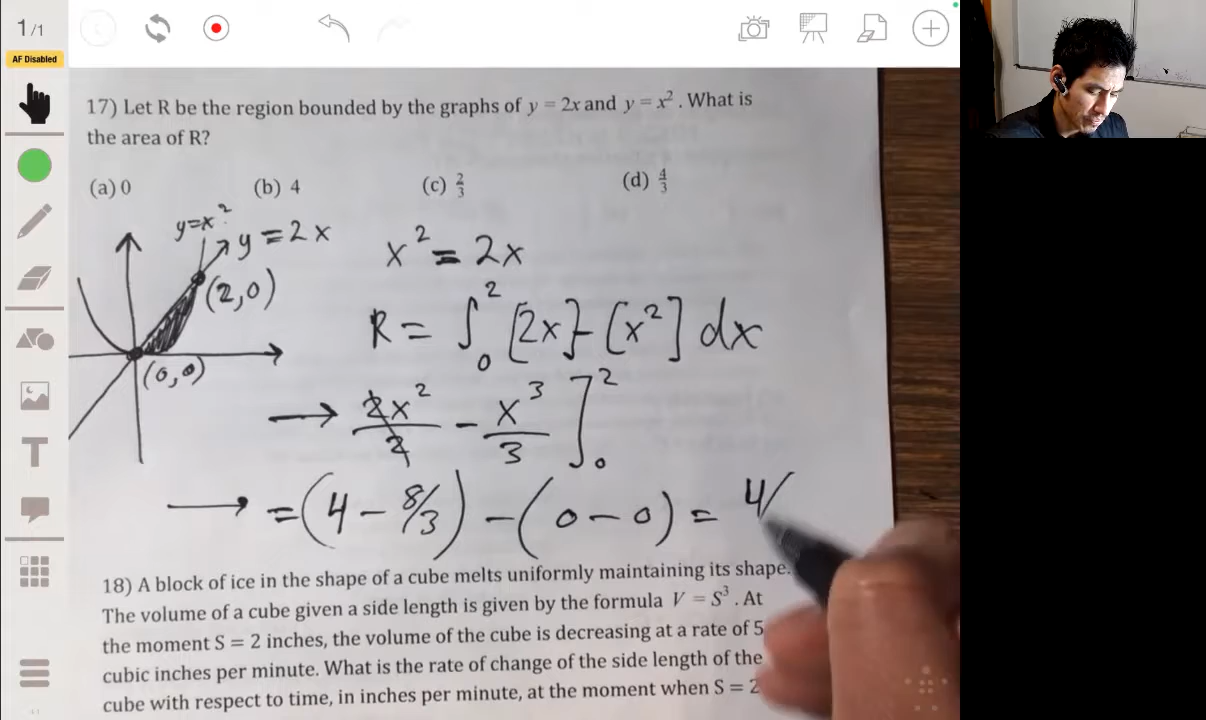 1/1
AF Disabled
17) Let R be the region bounded by the graphs of y = 2x and y = x². What is
the area of R?
(a) 0 (b) 4 (c) 2/3 (d) 4/3
y=x²
y=2x
(2,0)
(0,0)
x² = 2x
R = ∫₀² [2x] - [x²] dx
→ 2x²/2 - x³/3 ]₀²
→ = (4 - 8/3) - (0 - 0) = 4/
18) A block of ice in the shape of a cube melts uniformly maintaining its shape.
The volume of a cube given a side length is given by the formula V = S³. At
the moment S = 2 inches, the volume of the cube is decreasing at a rate of 5
cubic inches per minute. What is the rate of change of the side length of the
cube with respect to time, in inches per minute, at the moment when S = 2
T